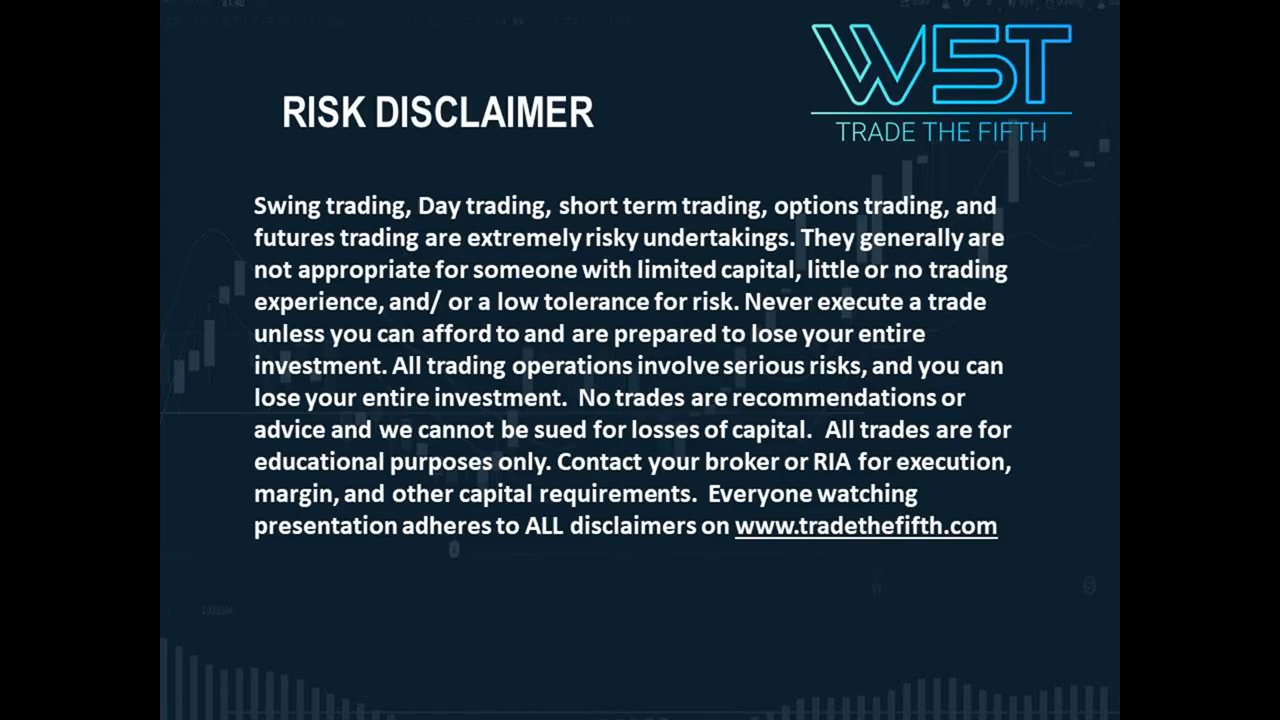 W5T
TRADE THE FIFTH
RISK DISCLAIMER
Swing trading, Day trading, short term trading, options trading, and
futures trading are extremely risky undertakings. They generally are
not appropriate for someone with limited capital, little or no trading
experience, and/ or a low tolerance for risk. Never execute a trade
unless you can afford to and are prepared to lose your entire
investment. All trading operations involve serious risks, and you can
lose your entire investment.  No trades are recommendations or
advice and we cannot be sued for losses of capital.  All trades are for
educational purposes only. Contact your broker or RIA for execution,
margin, and other capital requirements.  Everyone watching
presentation adheres to ALL disclaimers on www.tradethefifth.com